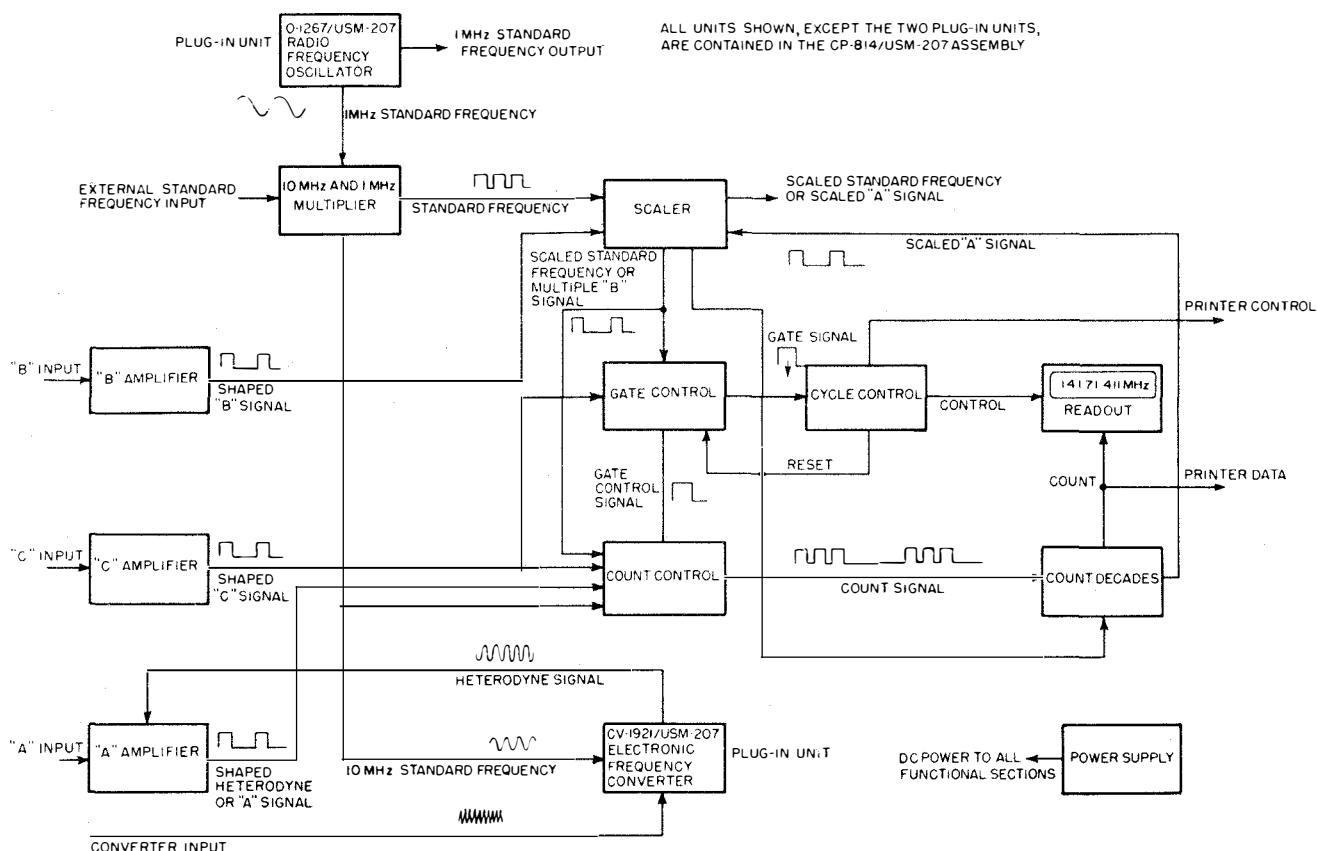 PLUG-IN UNIT
O-1267/USM-207
RADIO
FREQUENCY
OSCILLATOR
1MHz STANDARD
FREQUENCY OUTPUT
ALL UNITS SHOWN, EXCEPT THE TWO PLUG-IN UNITS,
ARE CONTAINED IN THE CP-814/USM-207 ASSEMBLY
1MHz STANDARD FREQUENCY
EXTERNAL STANDARD
FREQUENCY INPUT
10MHz AND 1MHz
MULTIPLIER
STANDARD FREQUENCY
SCALER
SCALED STANDARD FREQUENCY
OR SCALED "A" SIGNAL
SCALED STANDARD
FREQUENCY OR
MULTIPLE "B"
SIGNAL
SCALED "A" SIGNAL
PRINTER CONTROL
GATE SIGNAL
"B" INPUT
"B" AMPLIFIER
SHAPED
"B" SIGNAL
GATE CONTROL
CYCLE CONTROL
CONTROL
14171411MHz
READOUT
RESET
GATE
CONTROL
SIGNAL
COUNT
PRINTER DATA
"C" INPUT
"C" AMPLIFIER
SHAPED
"C" SIGNAL
COUNT CONTROL
COUNT SIGNAL
COUNT DECADES
HETERODYNE SIGNAL
"A" INPUT
"A" AMPLIFIER
SHAPED
HETERODYNE
OR "A" SIGNAL
10MHz STANDARD FREQUENCY
CV-1921/USM-207
ELECTRONIC
FREQUENCY
CONVERTER
PLUG-IN UNIT
DC POWER TO ALL
FUNCTIONAL SECTIONS
POWER SUPPLY
CONVERTER INPUT